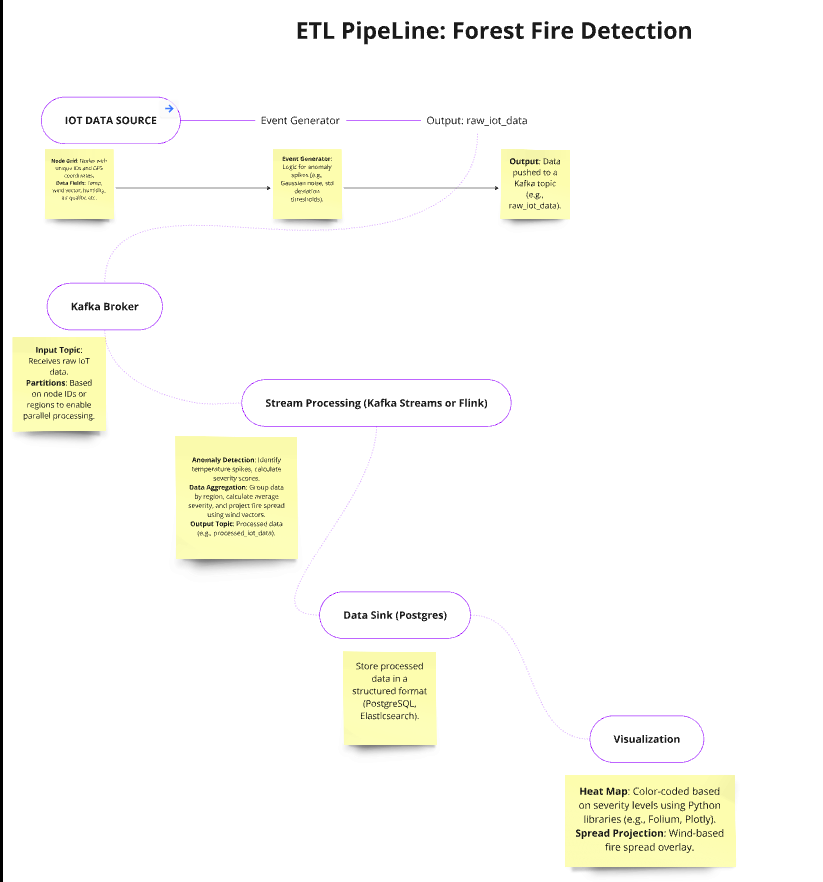 ETL PipeLine: Forest Fire Detection
IOT DATA SOURCE
Event Generator
Output: raw_iot_data
Node Grid: Nodes with
unique IDs and GPS
coordinates.
Data Fields: Temp,
wind vector, humidity,
air quality, etc.
Event Generator:
Logic for anomaly
spikes (e.g.,
Gaussian noise, std
deviation
thresholds).
Output: Data
pushed to a
Kafka topic
(e.g.,
raw_iot_data).
Kafka Broker
Input Topic:
Receives raw IoT
data.
Partitions: Based
on node IDs or
regions to enable
parallel processing.
Stream Processing (Kafka Streams or Flink)
Anomaly Detection: Identify
temperature spikes, calculate
severity scores.
Data Aggregation: Group data
by region, calculate average
severity, and project fire spread
using wind vectors.
Output Topic: Processed data
(e.g., processed_iot_data).
Data Sink (Postgres)
Store processed
data in a
structured format
(PostgreSQL,
Elasticsearch).
Visualization
Heat Map: Color-coded based
on severity levels using Python
libraries (e.g., Folium, Plotly).
Spread Projection: Wind-based
fire spread overlay.